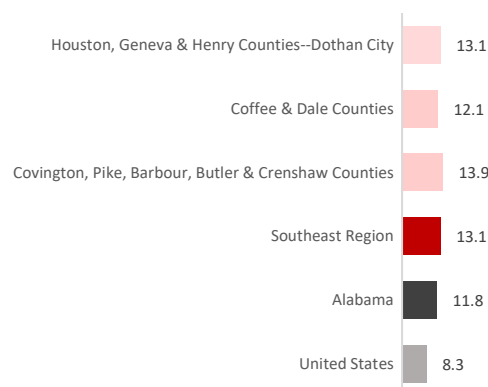 Houston, Geneva & Henry Counties--Dothan City 13.1
Coffee & Dale Counties 12.1
Covington, Pike, Barbour, Butler & Crenshaw Counties 13.9
Southeast Region 13.1
Alabama 11.8
United States 8.3